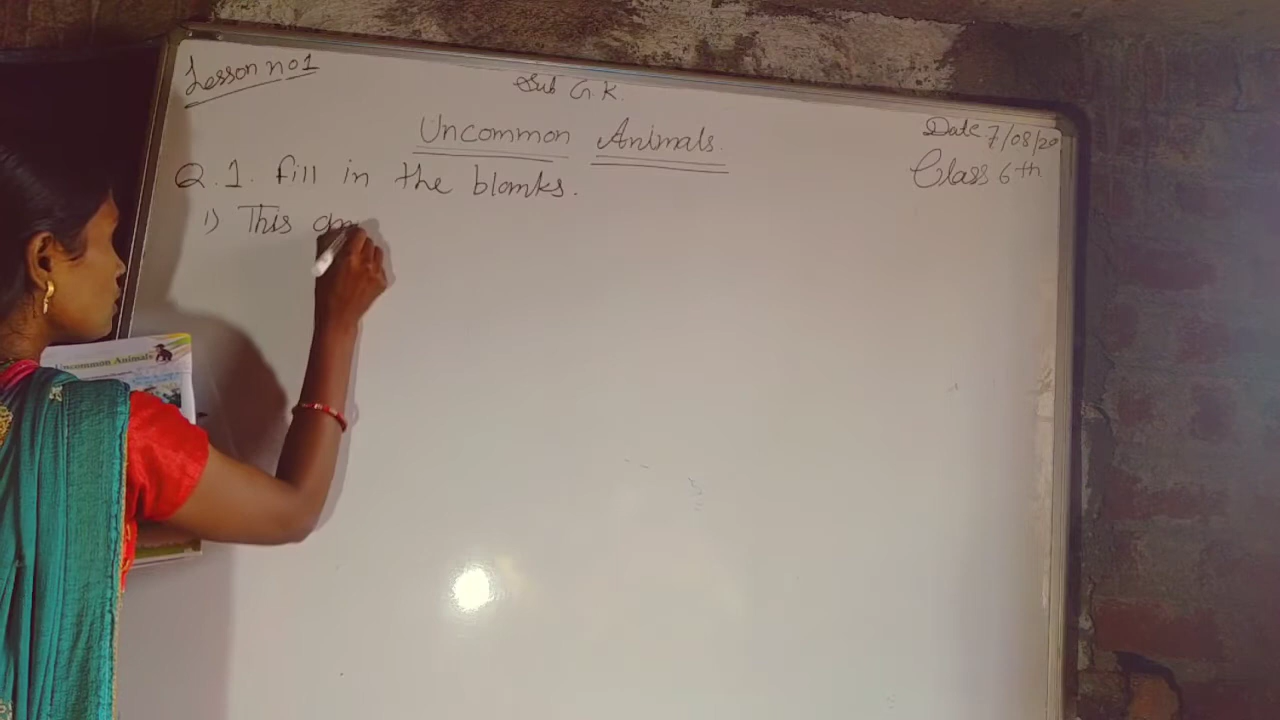 Lesson no 1
Sub G.K.
Date 7/08/20
Uncommon Animals.
Class 6th
Q.1. fill in the blanks.
1) This
Uncommon Animals